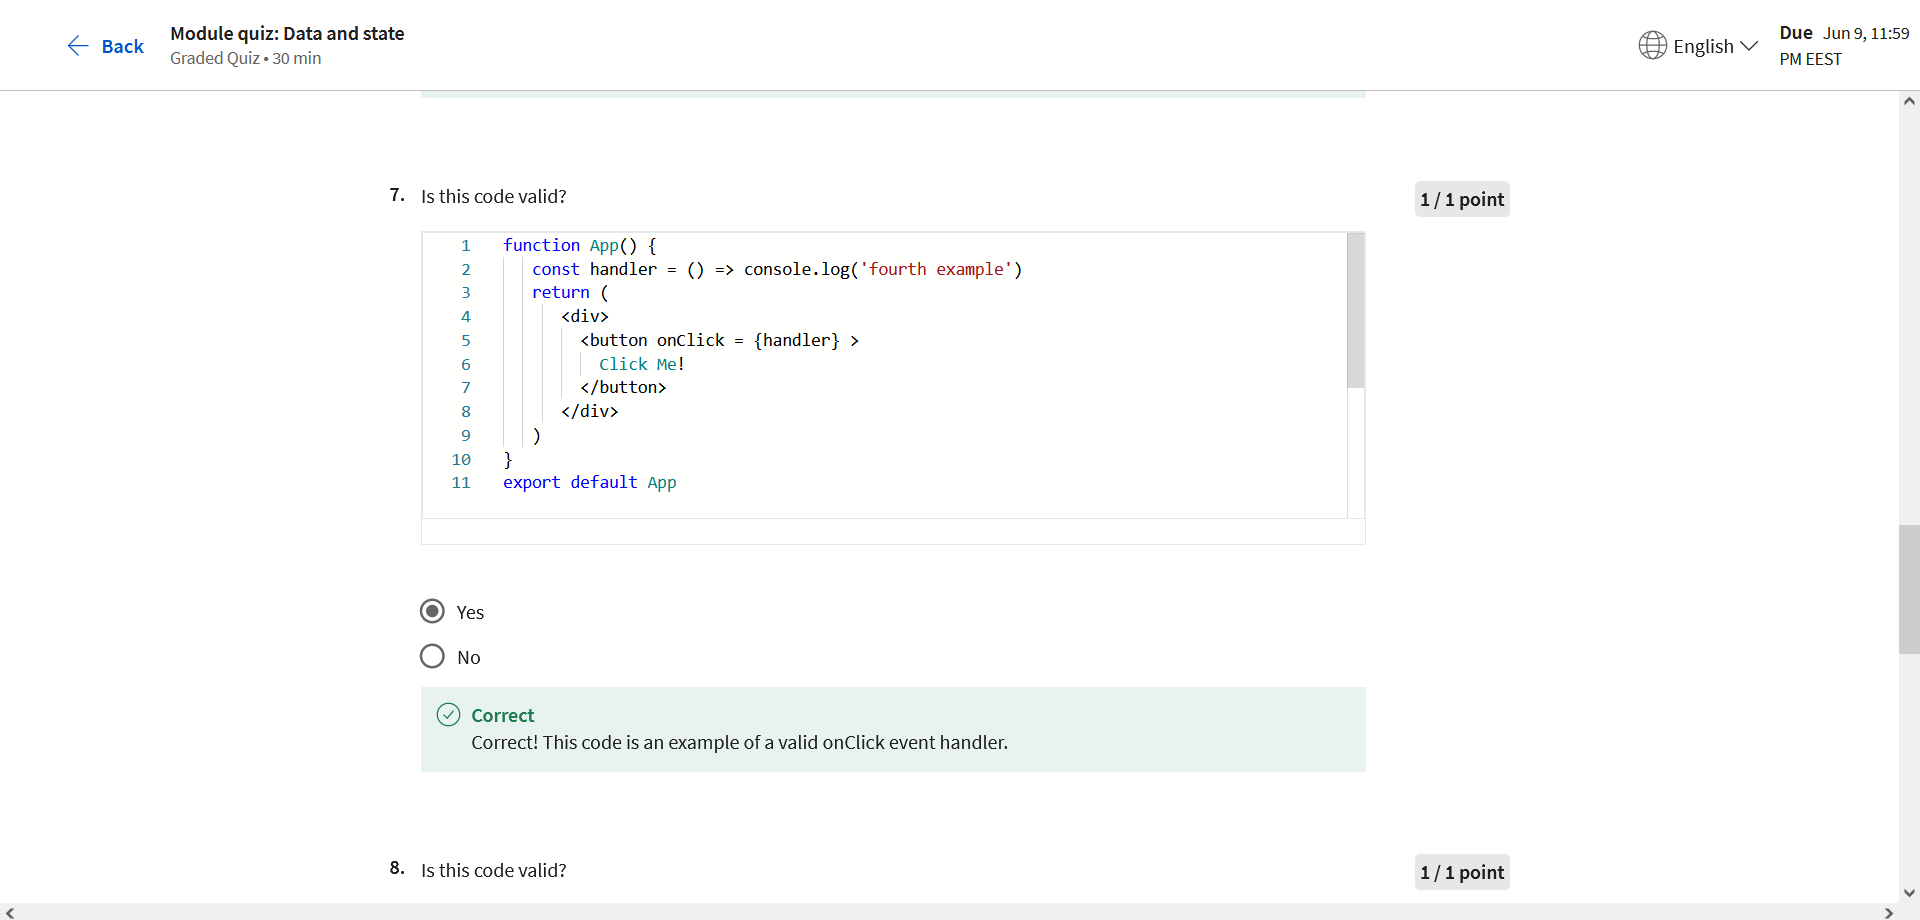 Back
Module quiz: Data and state
Graded Quiz • 30 min
English
Due Jun 9, 11:59
PM EEST
7. Is this code valid?
1 / 1 point
1 function App() {
2 const handler = () => console.log('fourth example')
3 return (
4 <div>
5 <button onClick = {handler} >
6 Click Me!
7 </button>
8 </div>
9 )
10 }
11 export default App
Yes
No
Correct
Correct! This code is an example of a valid onClick event handler.
8. Is this code valid?
1 / 1 point